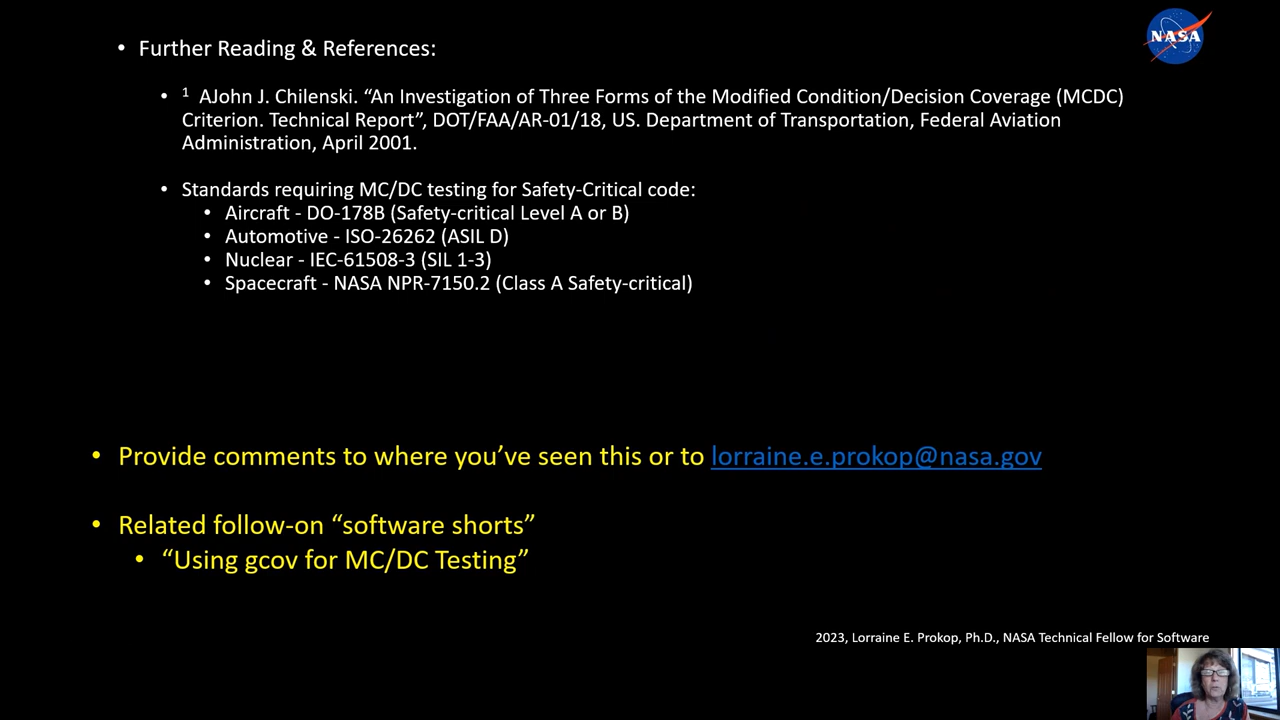 NASA
• Further Reading & References:
• 1 AJohn J. Chilenski. “An Investigation of Three Forms of the Modified Condition/Decision Coverage (MCDC)
Criterion. Technical Report”, DOT/FAA/AR-01/18, US. Department of Transportation, Federal Aviation
Administration, April 2001.
• Standards requiring MC/DC testing for Safety-Critical code:
• Aircraft - DO-178B (Safety-critical Level A or B)
• Automotive - ISO-26262 (ASIL D)
• Nuclear - IEC-61508-3 (SIL 1-3)
• Spacecraft - NASA NPR-7150.2 (Class A Safety-critical)
• Provide comments to where you’ve seen this or to lorraine.e.prokop@nasa.gov
• Related follow-on “software shorts”
• “Using gcov for MC/DC Testing”
2023, Lorraine E. Prokop, Ph.D., NASA Technical Fellow for Software